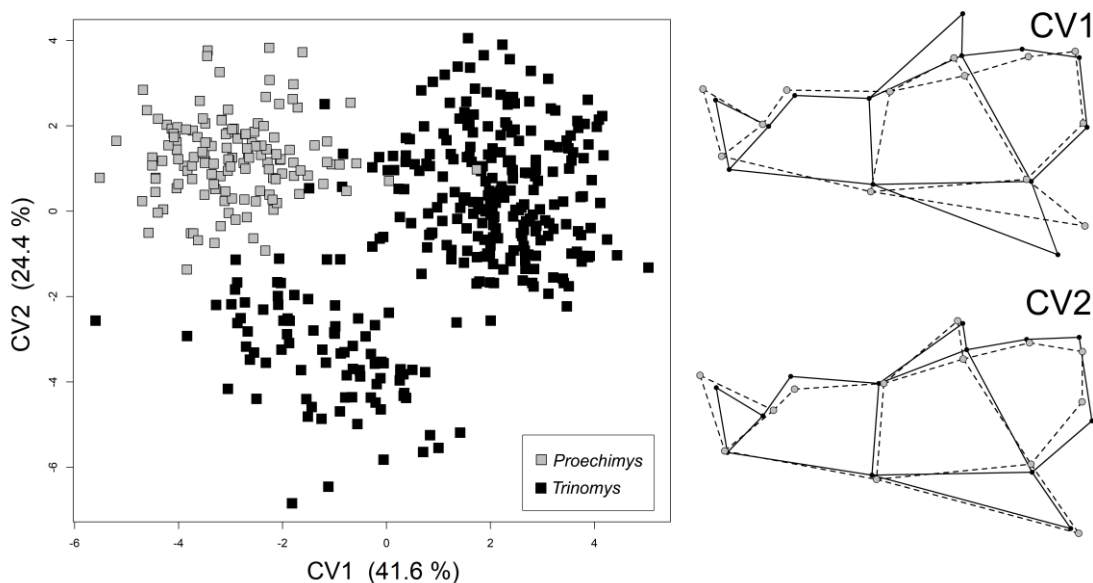 CV1
CV2
4
2
0
-2
-4
-6
CV2 (24.4 %)
Proechimys
Trinomys
-6 -4 -2 0 2 4
CV1 (41.6 %)